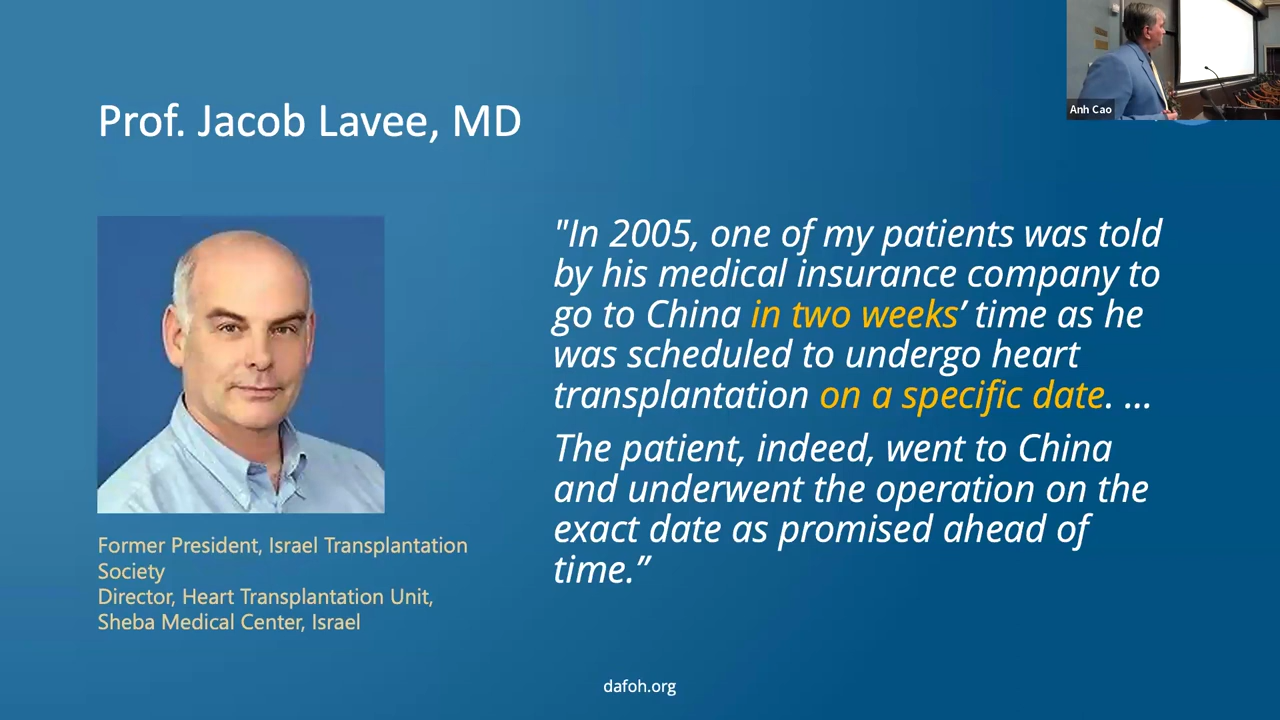 Anh Cao
Prof. Jacob Lavee, MD
"In 2005, one of my patients was told
by his medical insurance company to
go to China in two weeks’ time as he
was scheduled to undergo heart
transplantation on a specific date. ...
The patient, indeed, went to China
and underwent the operation on the
exact date as promised ahead of
time.”
Former President, Israel Transplantation
Society
Director, Heart Transplantation Unit,
Sheba Medical Center, Israel
dafoh.org